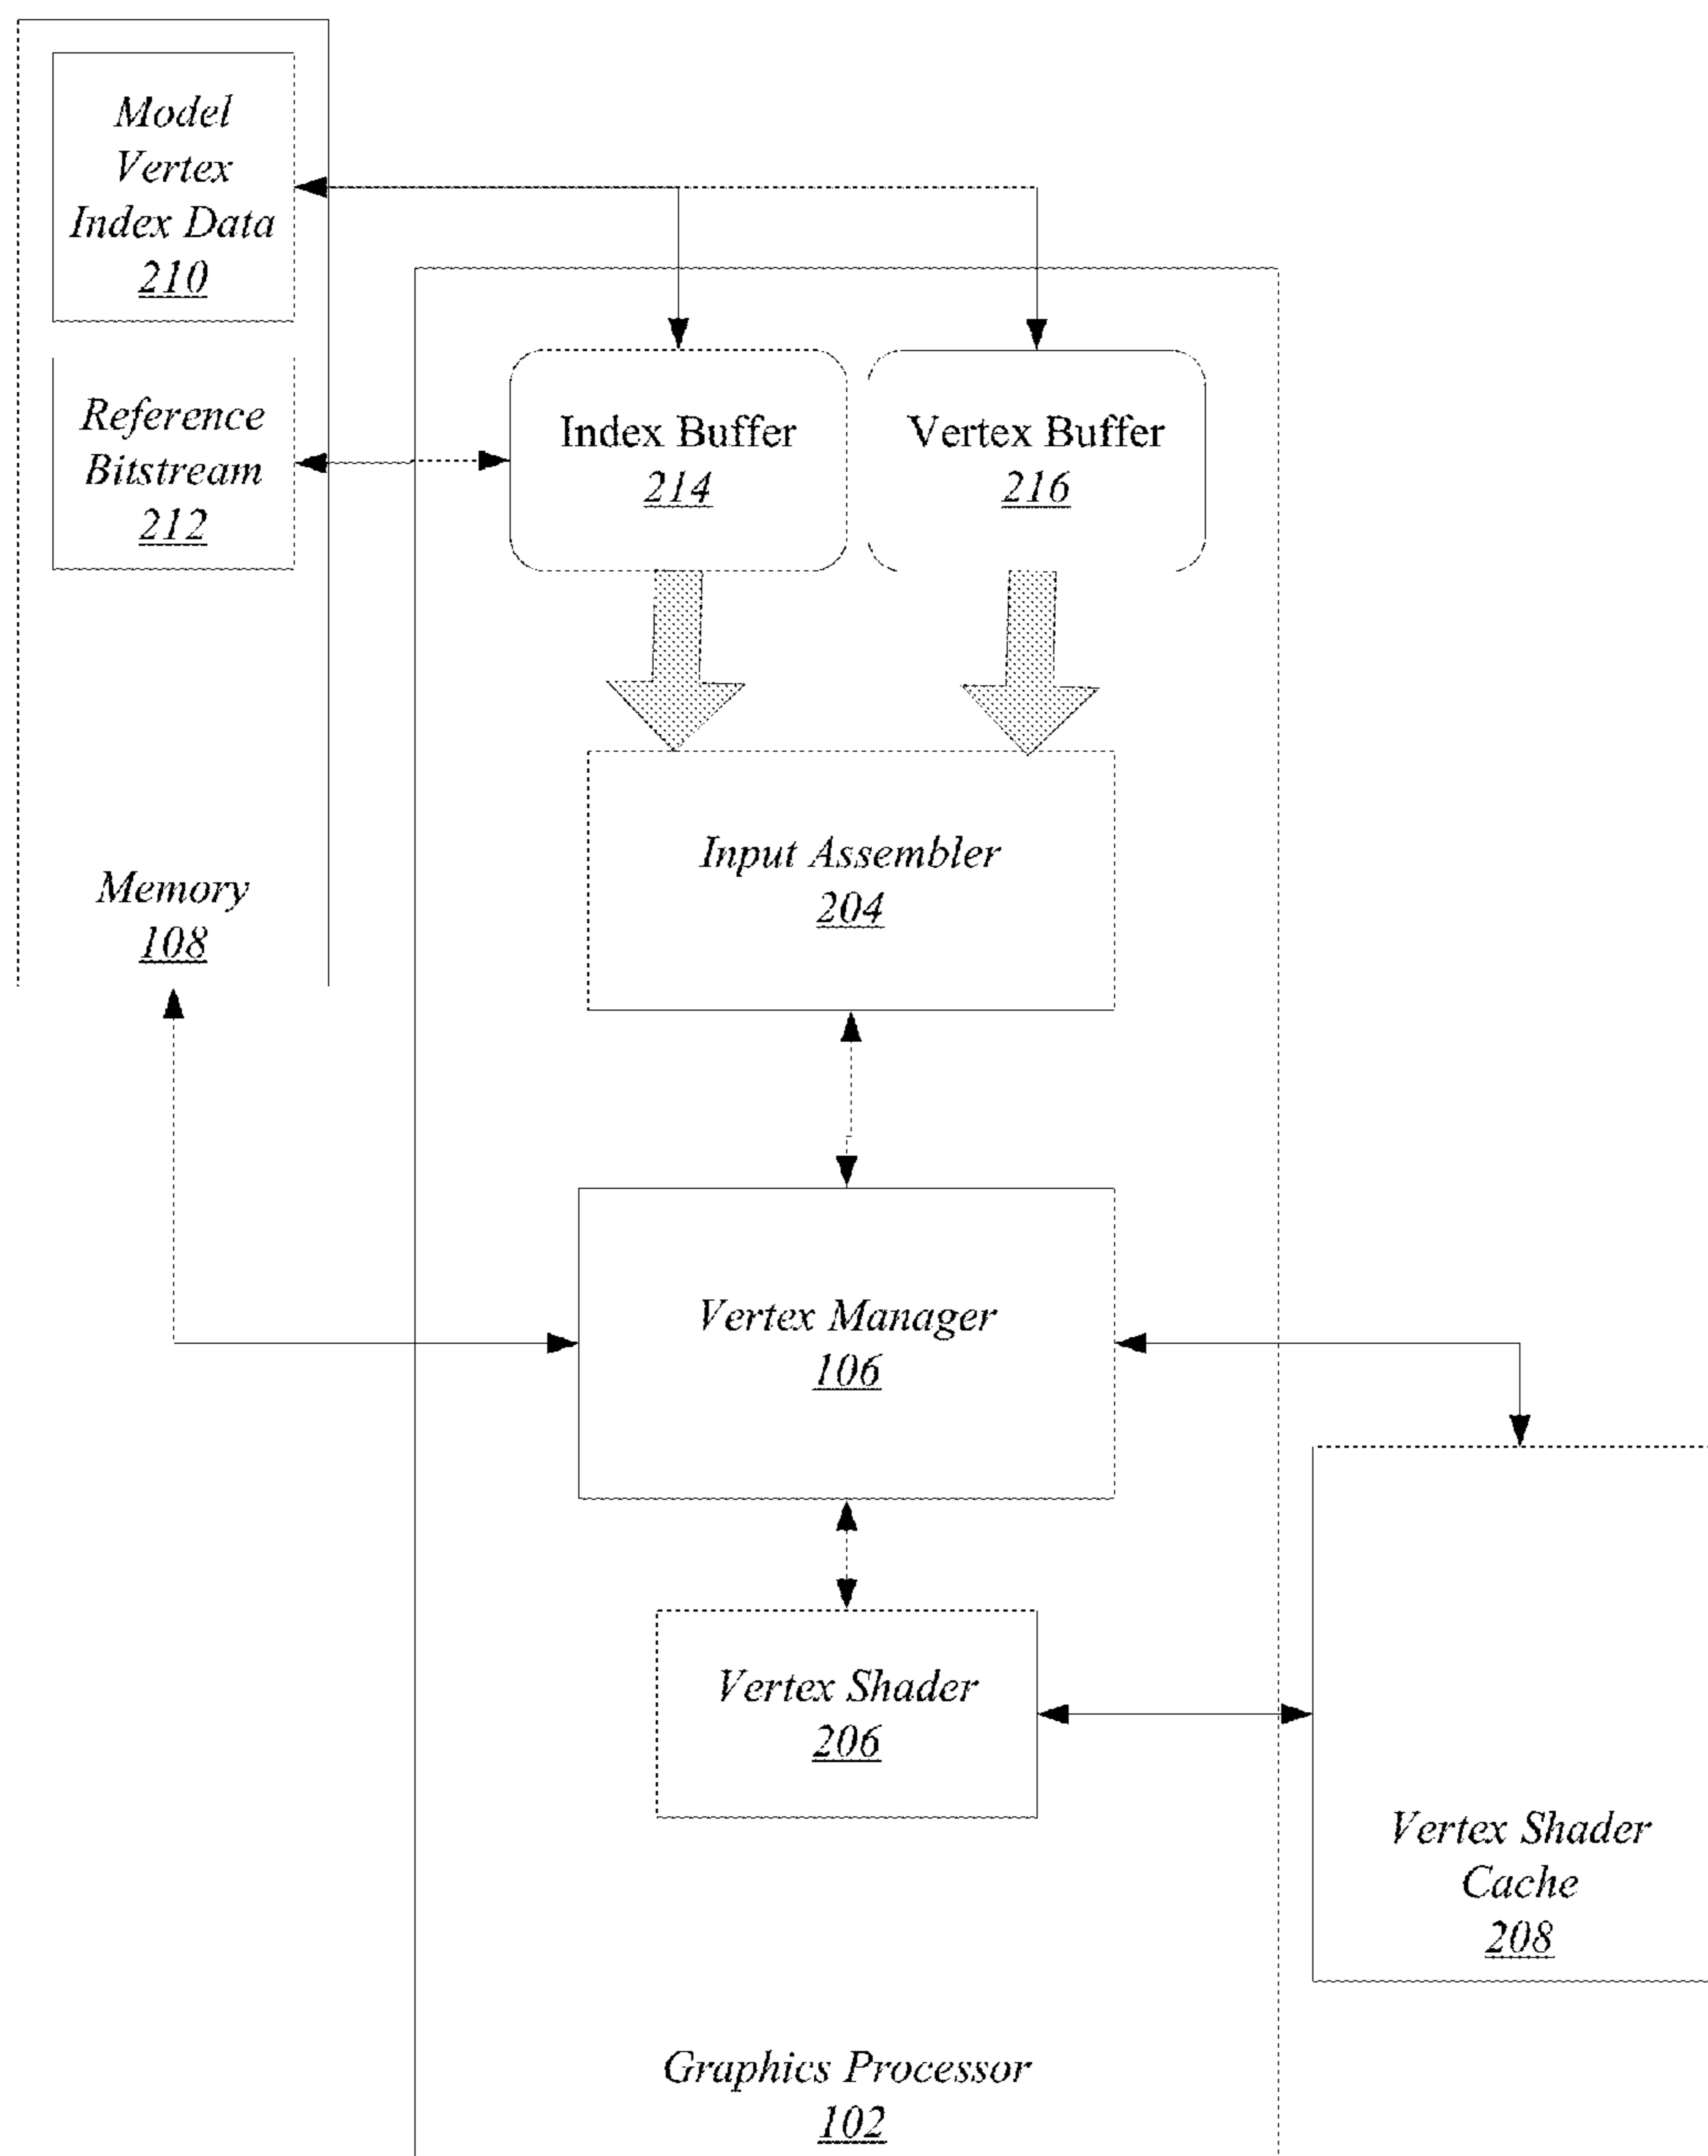 Model
Vertex
Index Data
210
Reference
Bitstream
212
Index Buffer
214
Vertex Buffer
216
Input Assembler
204
Memory
108
Vertex Manager
106
Vertex Shader
206
Vertex Shader
Cache
208
Graphics Processor
102